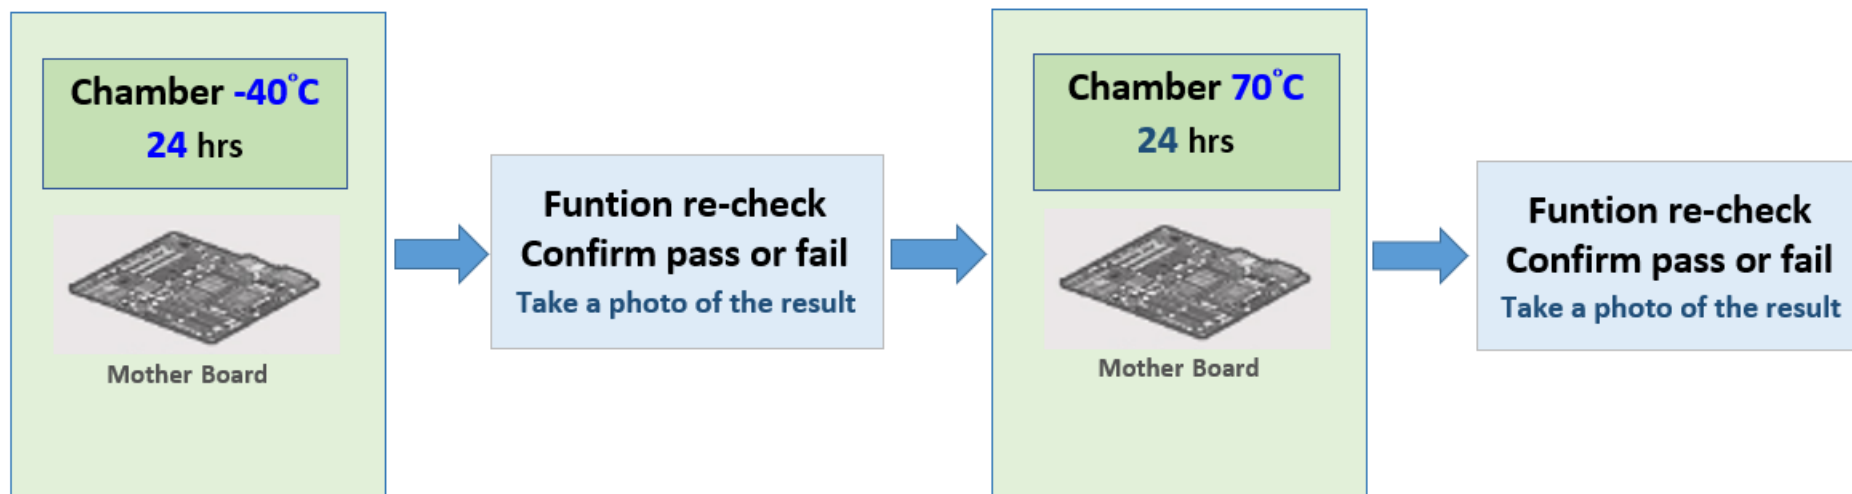 Chamber -40°C
24 hrs
Mother Board
Funtion re-check
Confirm pass or fail
Take a photo of the result
Chamber 70°C
24 hrs
Mother Board
Funtion re-check
Confirm pass or fail
Take a photo of the result